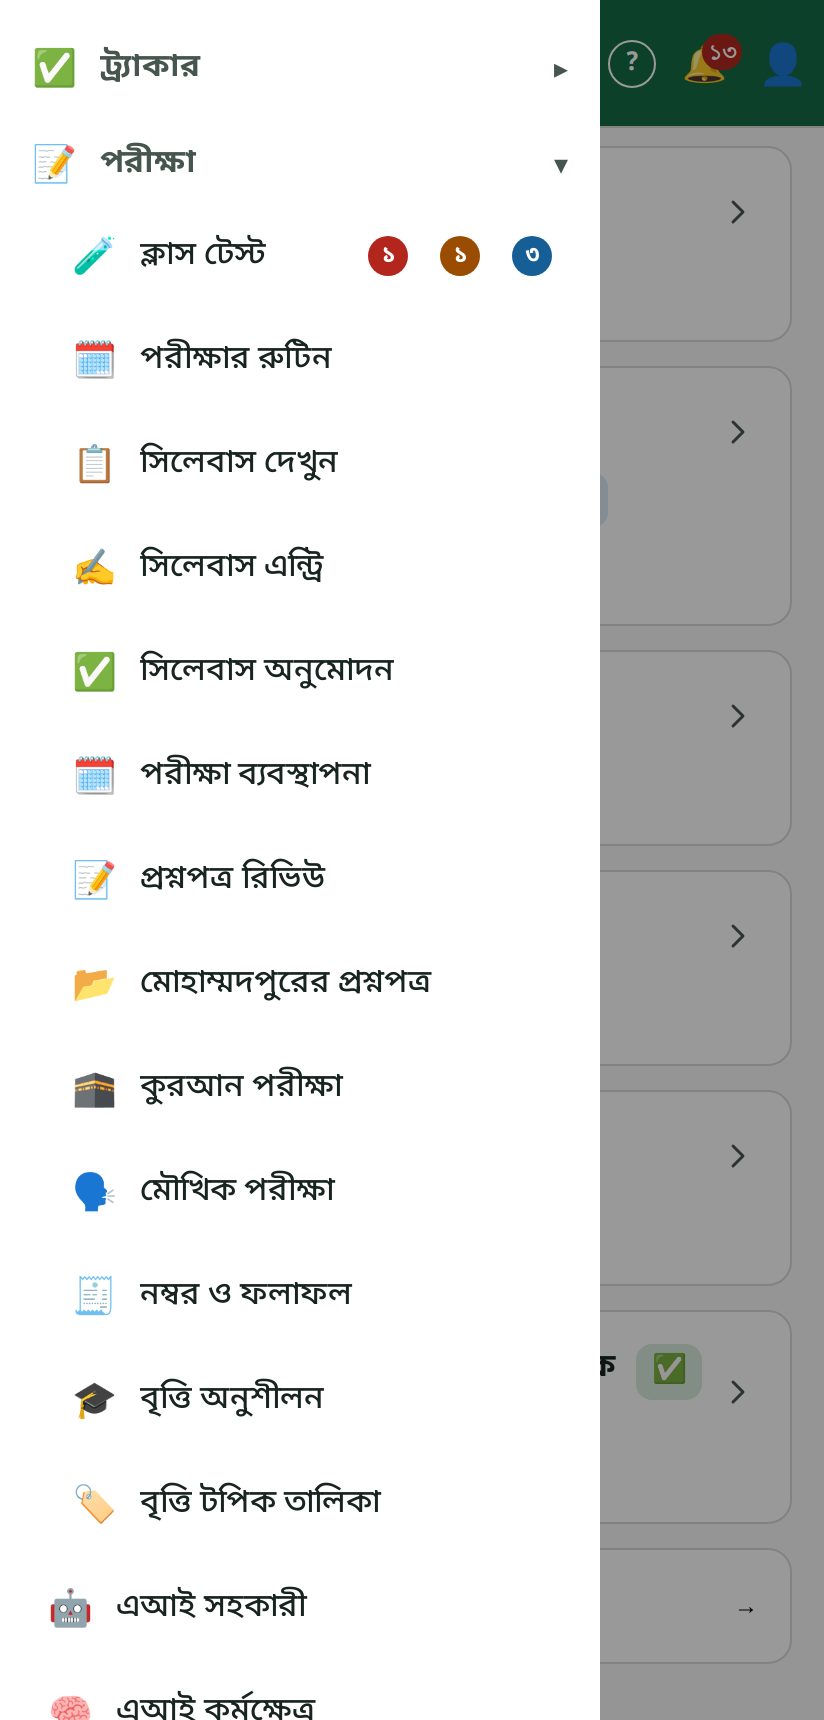 ট্র্যাকার
পরীক্ষা
ক্লাস টেস্ট ১ ১ ৩
পরীক্ষার রুটিন
সিলেবাস দেখুন
সিলেবাস এন্ট্রি
সিলেবাস অনুমোদন
পরীক্ষা ব্যবস্থাপনা
প্রশ্নপত্র রিভিউ
মোহাম্মদপুরের প্রশ্নপত্র
কুরআন পরীক্ষা
মৌখিক পরীক্ষা
নম্বর ও ফলাফল
বৃত্তি অনুশীলন
বৃত্তি টপিক তালিকা
এআই সহকারী
এআই কর্মক্ষেত্র
?
১৩